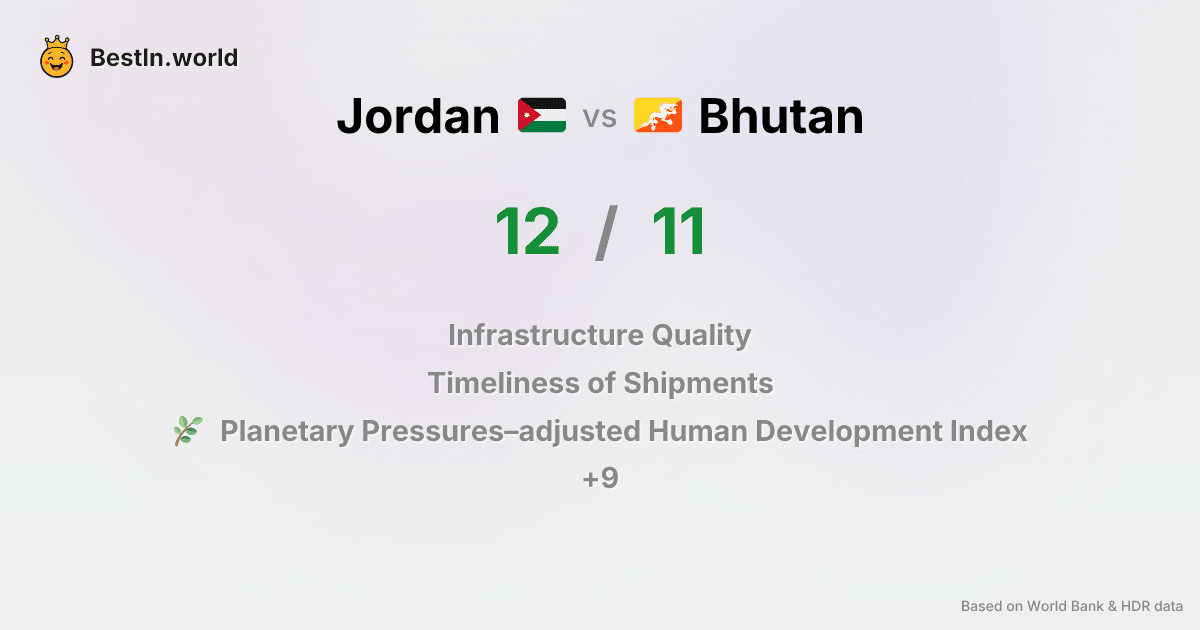 BestIn.world
Jordan vs Bhutan
12 / 11
Infrastructure Quality
Timeliness of Shipments
Planetary Pressures–adjusted Human Development Index
+9
Based on World Bank & HDR data